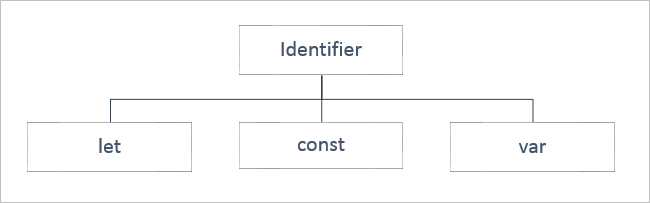 Identifier
let
const
var